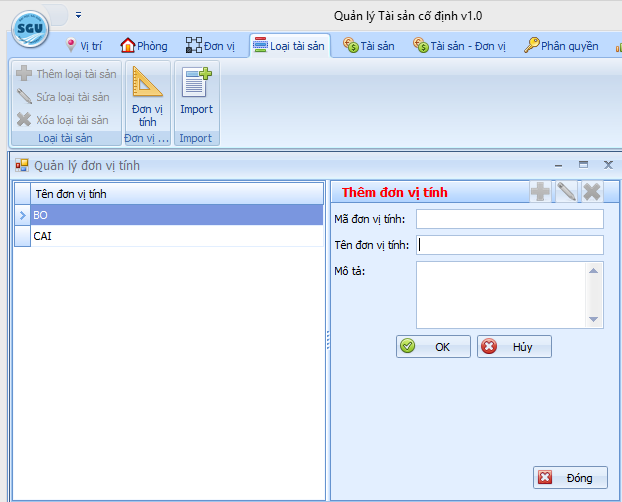 Quản lý Tài sản cố định v1.0
SGU
Vị trí Phòng Đơn vị Loại tài sản Tài sản Tài sản - Đơn vị Phân quyền
Thêm loại tài sản
Sửa loại tài sản
Xóa loại tài sản
Loại tài sản
Đơn vị
tính
Đơn vị ...
Import
Import
Quản lý đơn vị tính
Tên đơn vị tính
BO
CAI
Thêm đơn vị tính
Mã đơn vị tính:
Tên đơn vị tính:
Mô tả:
OK Hủy
Đóng